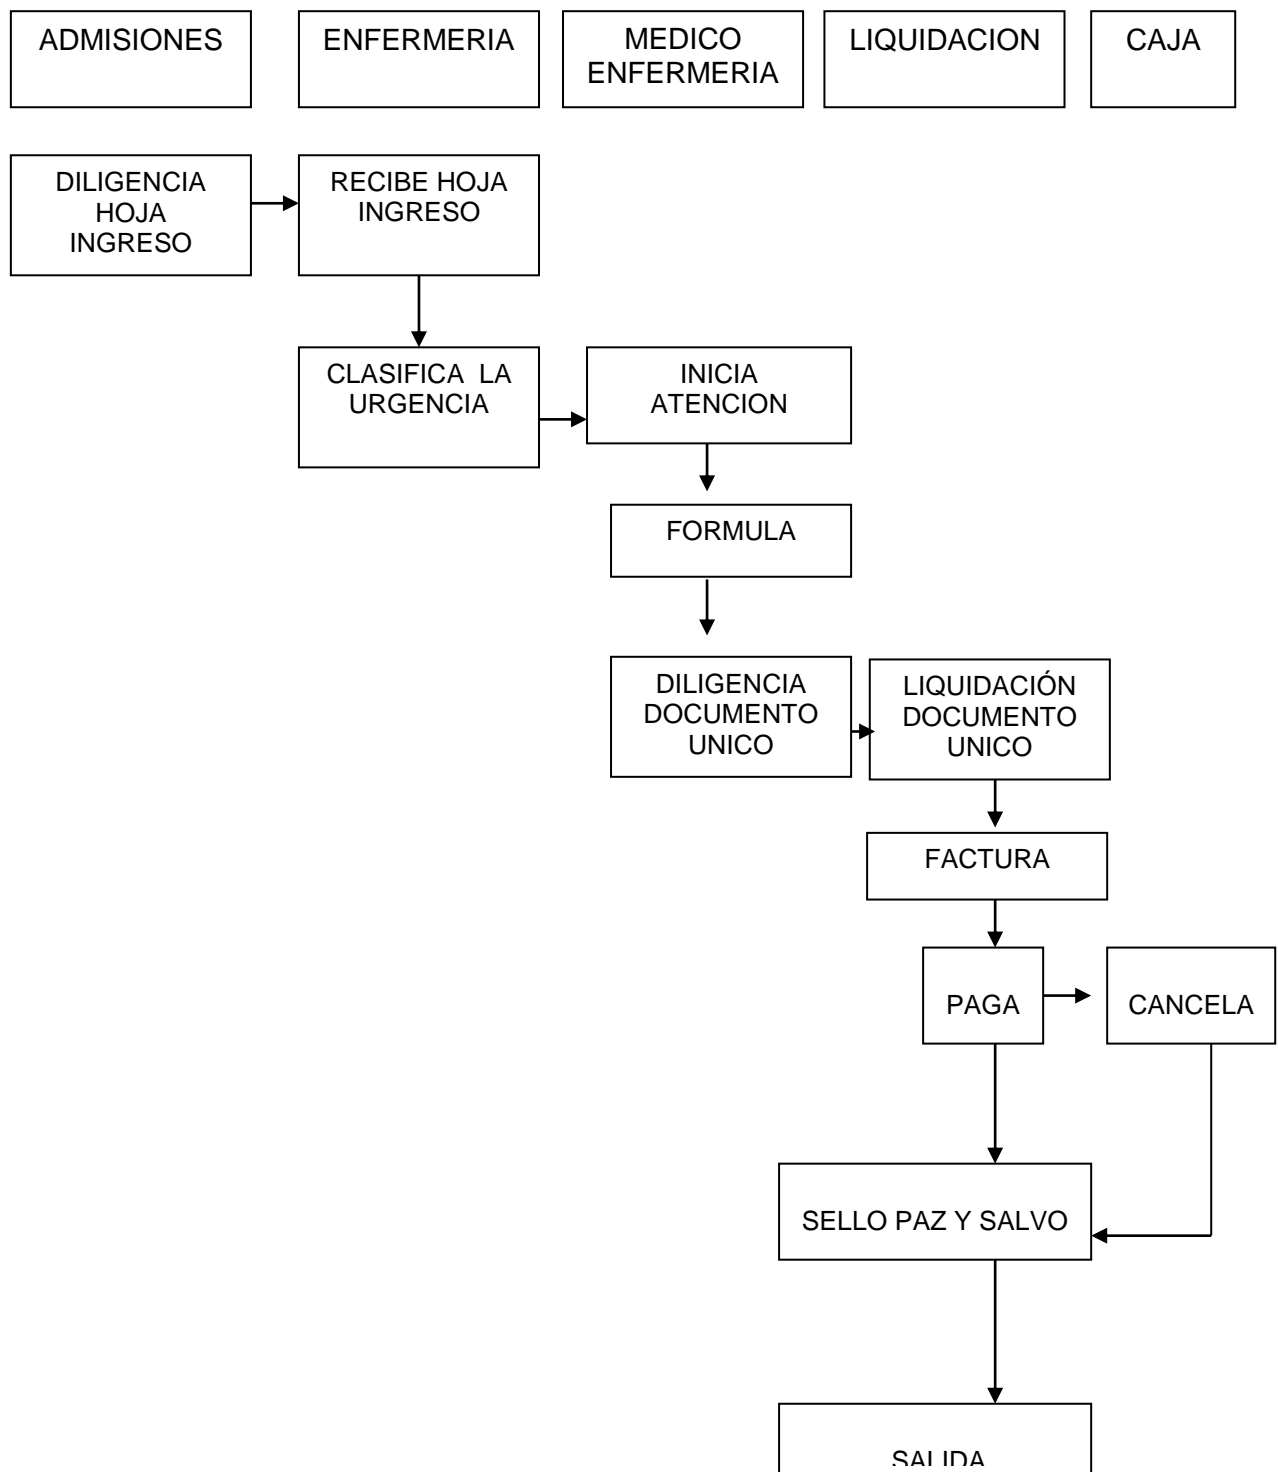 ADMISIONES
ENFERMERIA
MEDICO
ENFERMERIA
LIQUIDACION
CAJA
DILIGENCIA
HOJA
INGRESO
RECIBE HOJA
INGRESO
CLASIFICA LA
URGENCIA
INICIA
ATENCION
FORMULA
DILIGENCIA
DOCUMENTO
UNICO
LIQUIDACIÓN
DOCUMENTO
UNICO
FACTURA
PAGA
CANCELA
SELLO PAZ Y SALVO
SALIDA